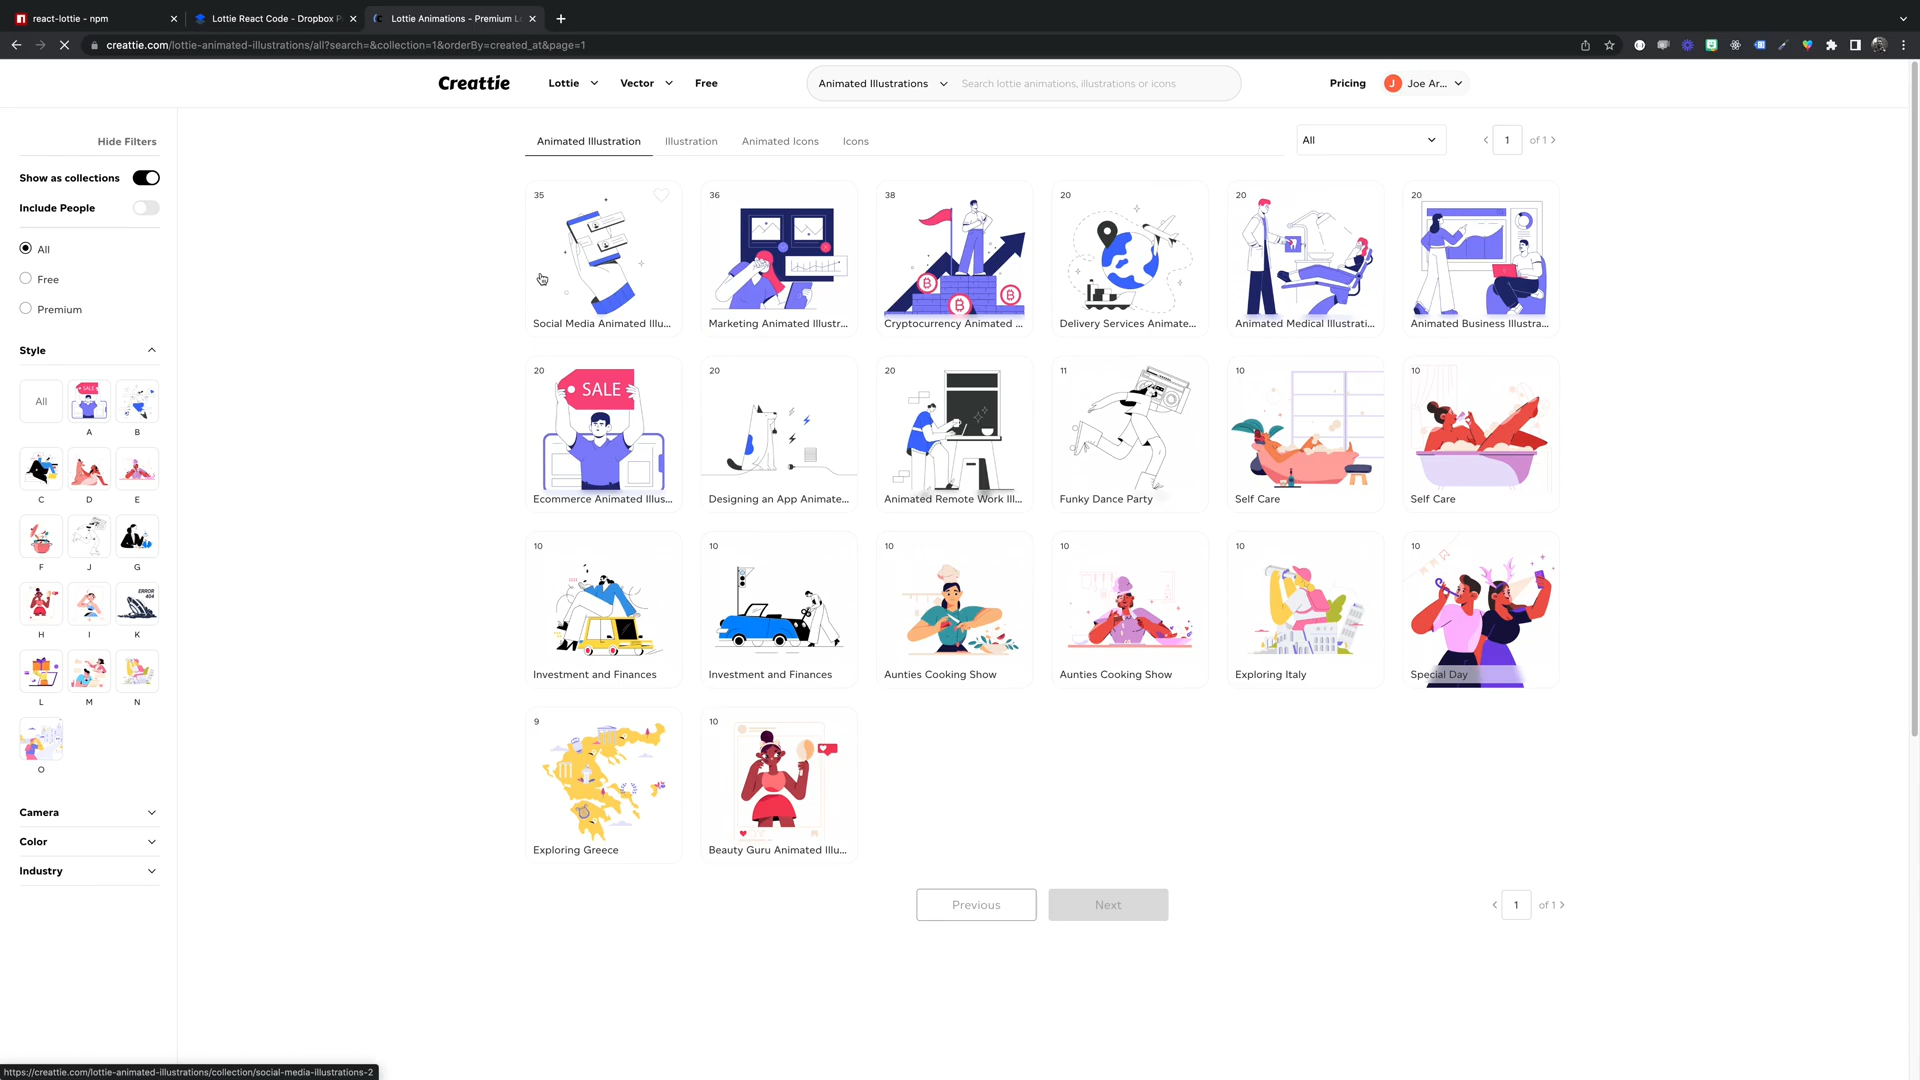 react-lottie - npm
Lottie React Code - Dropbox P
Lottie Animations - Premium L
creattie.com/lottie-animated-illustrations/all?search=&collection=1&orderBy=created_at&page=1
Creattie
Lottie
Vector
Free
Animated Illustrations
Search lottie animations, illustrations or icons
Pricing
J
Joe Ar...
Hide Filters
Show as collections
Include People
All
Free
Premium
Style
All
SALE
A
B
C
D
E
F
J
G
ERROR
404
H
I
K
L
M
N
O
Camera
Color
Industry
Animated Illustration
Illustration
Animated Icons
Icons
All
1
of 1
35
Social Media Animated Illu...
36
Marketing Animated Illustr...
38
Cryptocurrency Animated ...
20
Delivery Services Animate...
20
Animated Medical Illustrati...
20
Animated Business Illustra...
20
SALE
Ecommerce Animated Illus...
20
Designing an App Animate...
20
Animated Remote Work Ill...
11
Funky Dance Party
10
Self Care
10
Self Care
10
Investment and Finances
10
Investment and Finances
10
Aunties Cooking Show
10
Aunties Cooking Show
10
Exploring Italy
10
Special Day
9
Exploring Greece
10
Beauty Guru Animated Illu...
Previous
Next
1
of 1
https://creattie.com/lottie-animated-illustrations/collection/social-media-illustrations-2